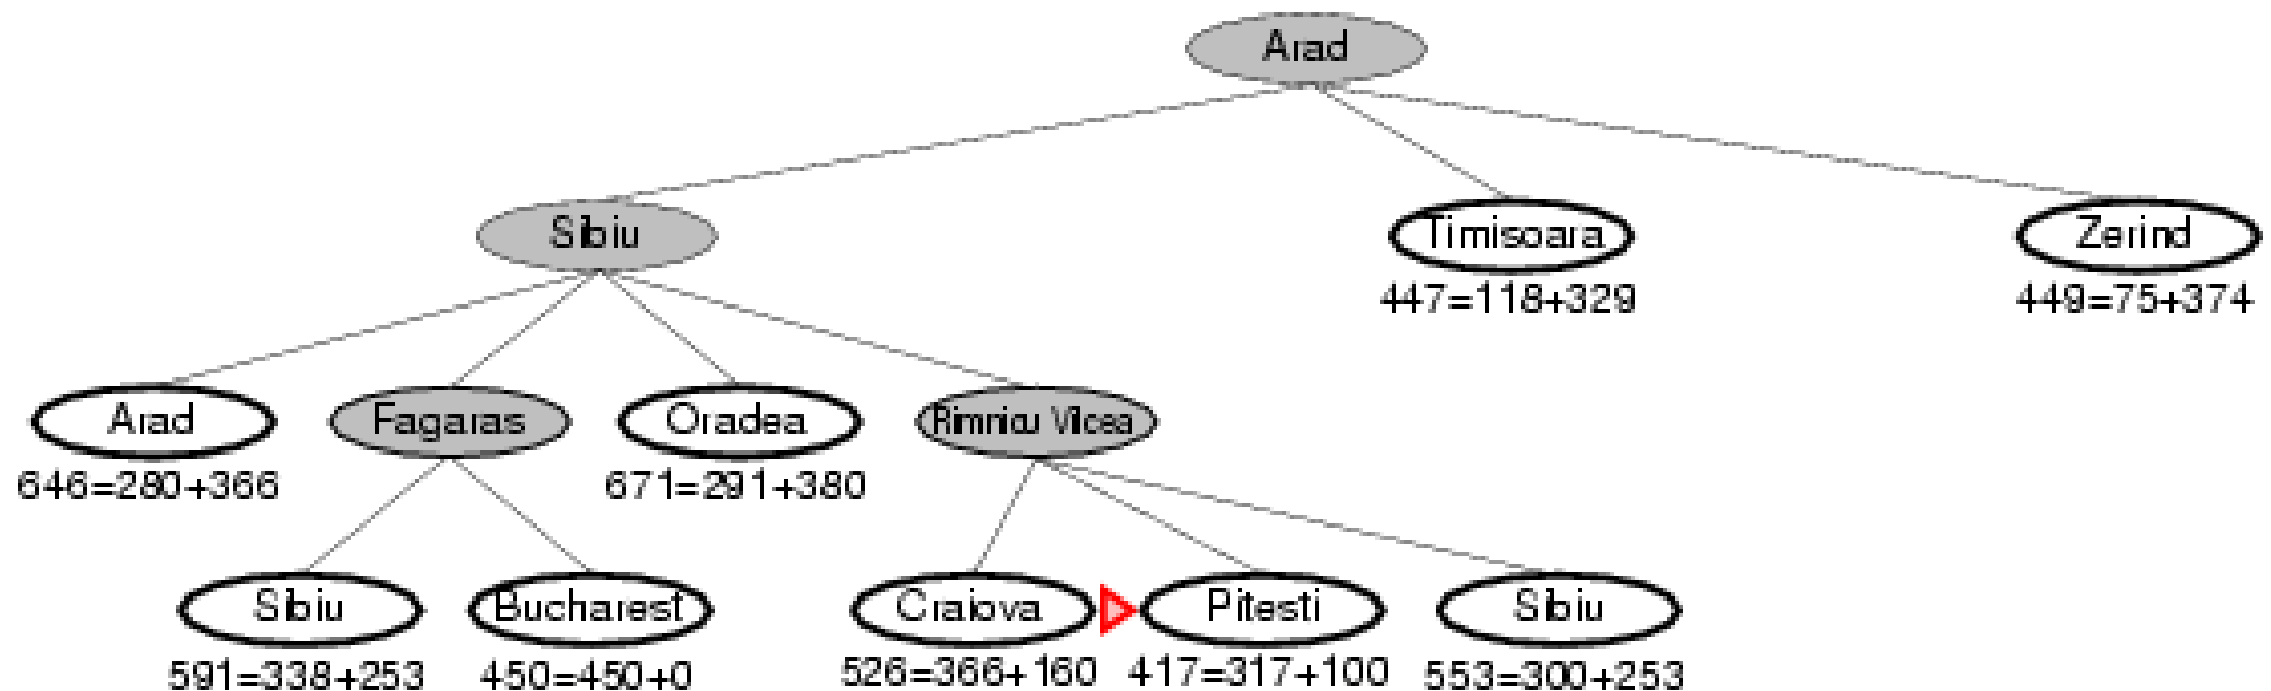 Arad
Sibiu
Timisoara
Zerind
447=118+329
449=75+374
Arad
Fagaras
Oradea
Rimnicu Vilcea
646=280+366
671=291+380
Sibiu
Bucharest
Craiova
Pitesti
Sibiu
591=338+253
450=450+0
526=366+160
417=317+100
553=300+253